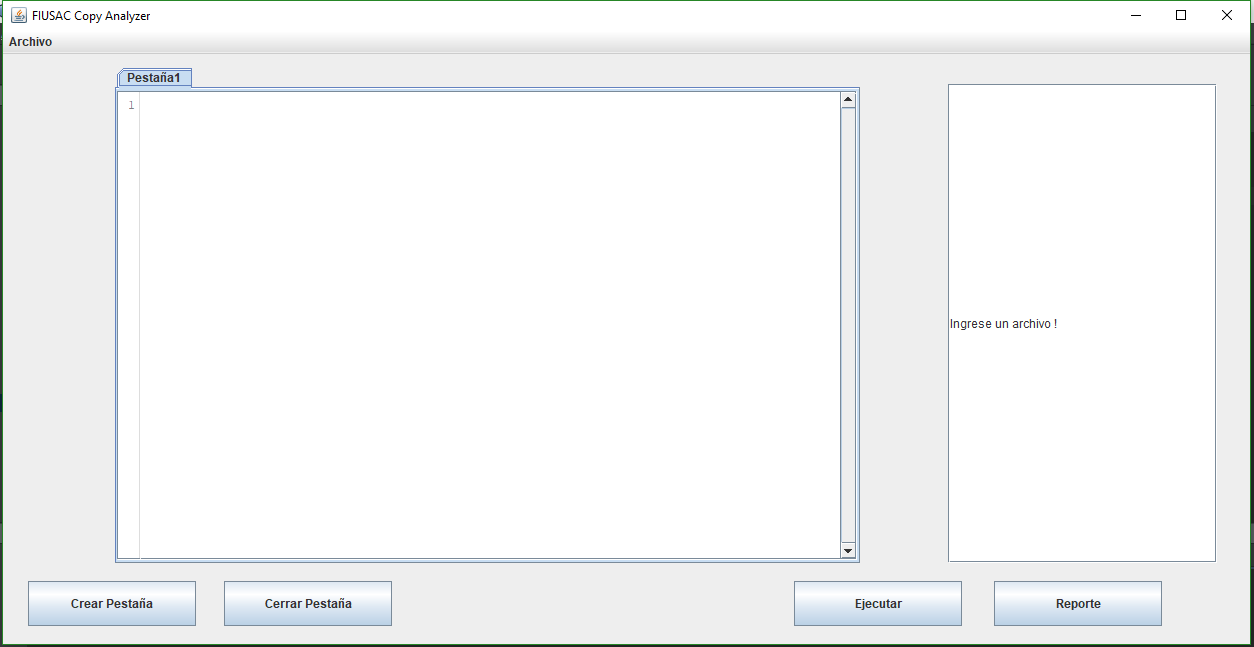 FIUSAC Copy Analyzer
Archivo
Pestaña1
1
Ingrese un archivo !
Crear Pestaña
Cerrar Pestaña
Ejecutar
Reporte